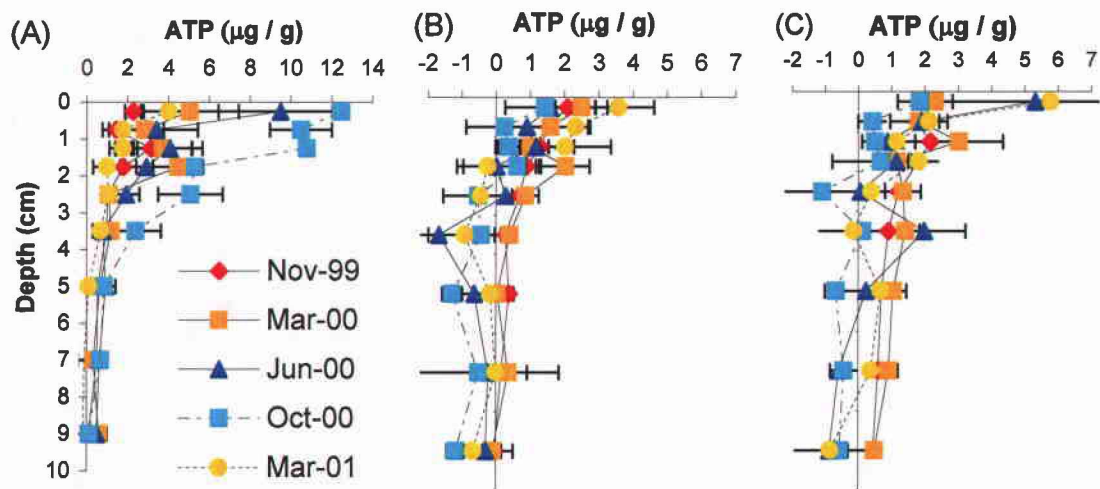 (A) ATP (μg / g)
0 2 4 6 8 10 12 14
Depth (cm)
0
1
2
3
4
5
6
7
8
9
10
Nov-99
Mar-00
Jun-00
Oct-00
Mar-01
(B) ATP (μg / g)
-2 -1 0 1 2 3 4 5 6 7
(C) ATP (μg / g)
-2 -1 0 1 2 3 4 5 6 7